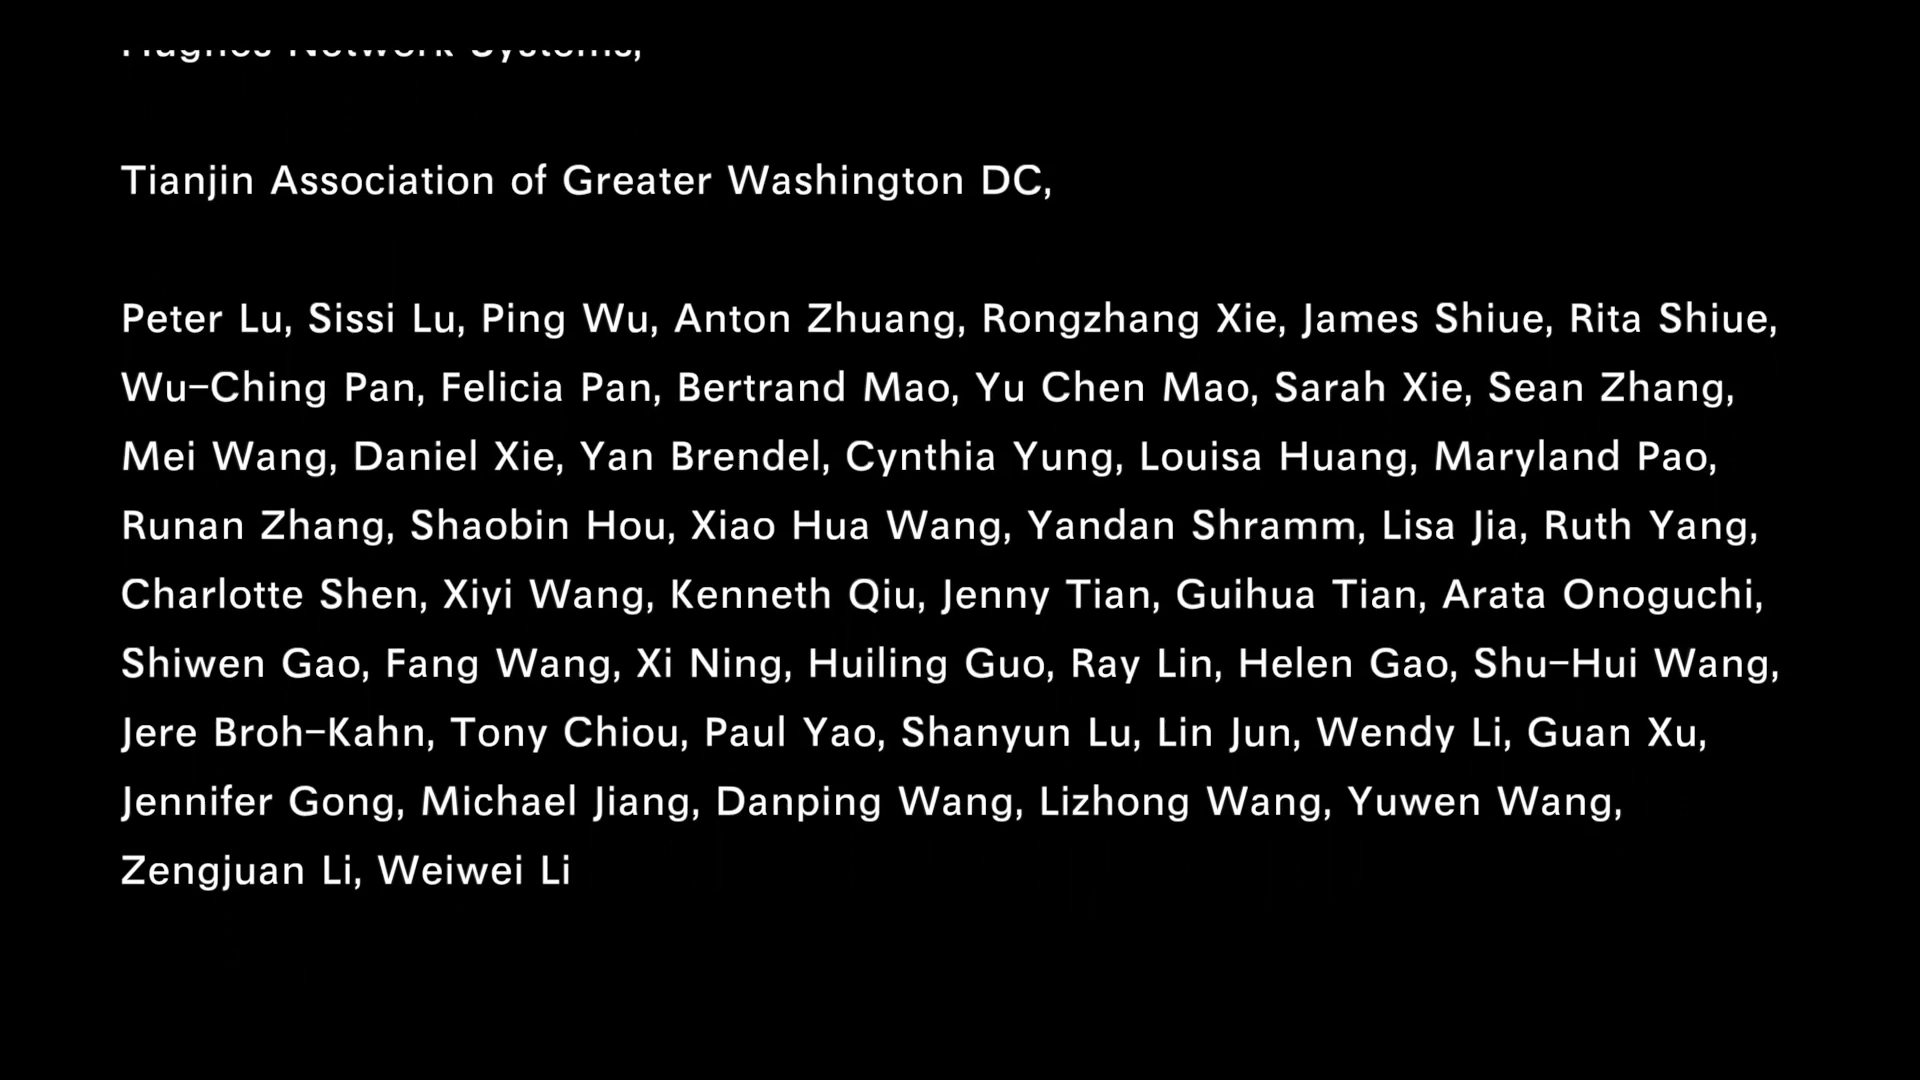 Hughes Network Systems,
Tianjin Association of Greater Washington DC,
Peter Lu, Sissi Lu, Ping Wu, Anton Zhuang, Rongzhang Xie, James Shiue, Rita Shiue,
Wu-Ching Pan, Felicia Pan, Bertrand Mao, Yu Chen Mao, Sarah Xie, Sean Zhang,
Mei Wang, Daniel Xie, Yan Brendel, Cynthia Yung, Louisa Huang, Maryland Pao,
Runan Zhang, Shaobin Hou, Xiao Hua Wang, Yandan Shramm, Lisa Jia, Ruth Yang,
Charlotte Shen, Xiyi Wang, Kenneth Qiu, Jenny Tian, Guihua Tian, Arata Onoguchi,
Shiwen Gao, Fang Wang, Xi Ning, Huiling Guo, Ray Lin, Helen Gao, Shu-Hui Wang,
Jere Broh-Kahn, Tony Chiou, Paul Yao, Shanyun Lu, Lin Jun, Wendy Li, Guan Xu,
Jennifer Gong, Michael Jiang, Danping Wang, Lizhong Wang, Yuwen Wang,
Zengjuan Li, Weiwei Li